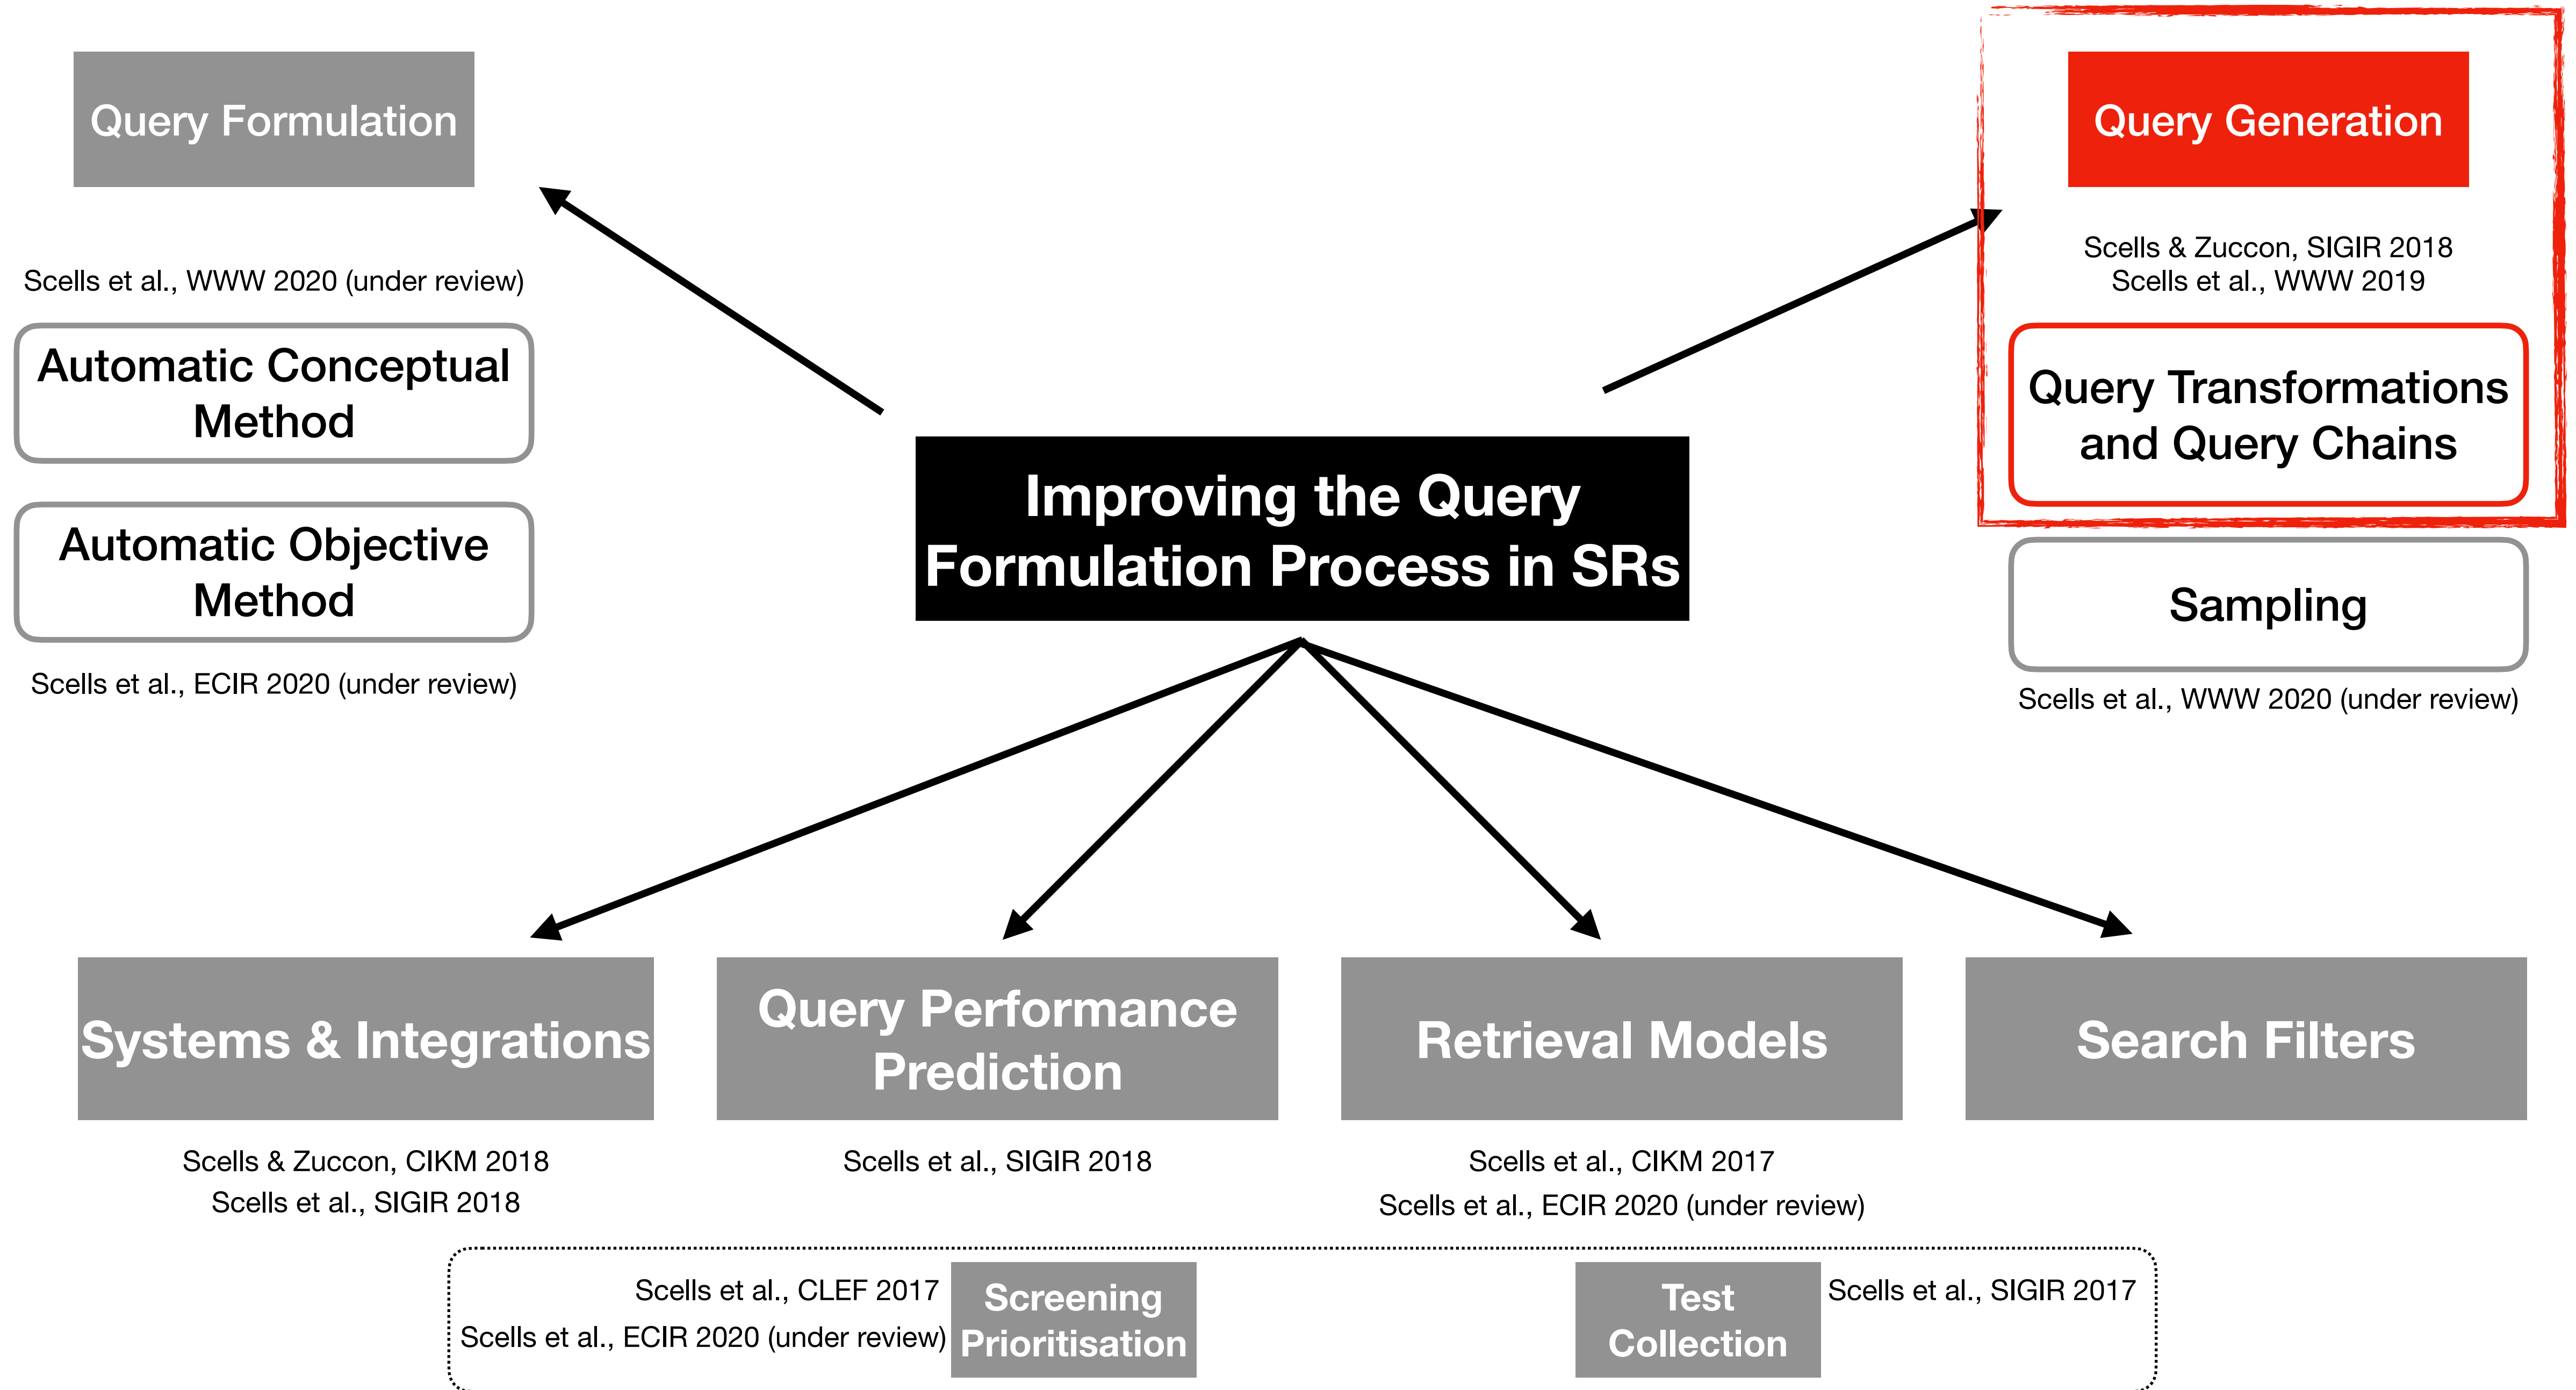 Query Formulation
Scells et al., WWW 2020 (under review)
Automatic Conceptual
Method
Automatic Objective
Method
Scells et al., ECIR 2020 (under review)
Query Generation
Scells & Zuccon, SIGIR 2018
Scells et al., WWW 2019
Query Transformations
and Query Chains
Sampling
Scells et al., WWW 2020 (under review)
Improving the Query
Formulation Process in SRs
Systems & Integrations
Scells & Zuccon, CIKM 2018
Scells et al., SIGIR 2018
Query Performance
Prediction
Scells et al., SIGIR 2018
Retrieval Models
Scells et al., CIKM 2017
Scells et al., ECIR 2020 (under review)
Search Filters
Scells et al., CLEF 2017
Scells et al., ECIR 2020 (under review)
Screening
Prioritisation
Test
Collection
Scells et al., SIGIR 2017